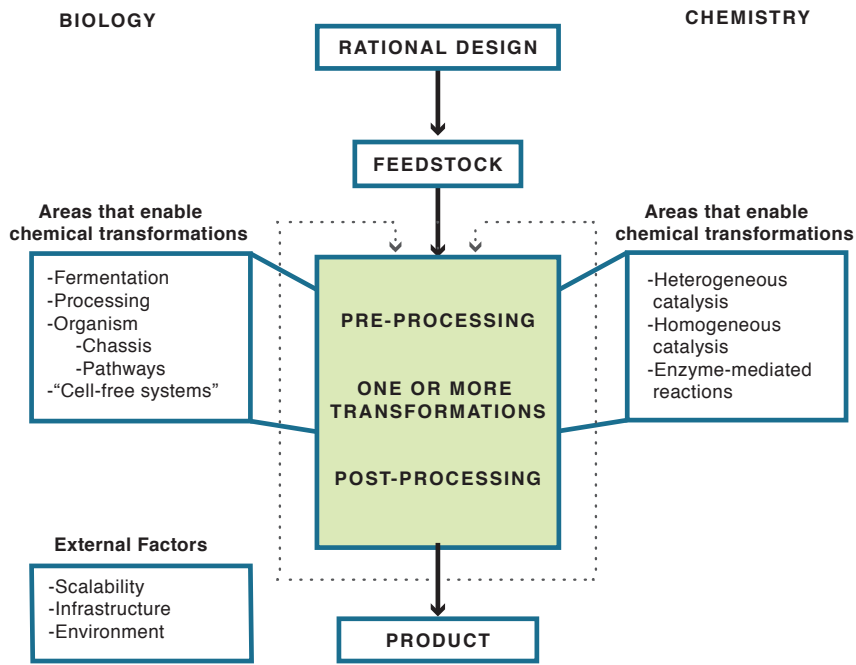 BIOLOGY
CHEMISTRY
RATIONAL DESIGN
FEEDSTOCK
Areas that enable
chemical transformations
-Fermentation
-Processing
-Organism
-Chassis
-Pathways
-“Cell-free systems”
PRE-PROCESSING
ONE OR MORE
TRANSFORMATIONS
POST-PROCESSING
Areas that enable
chemical transformations
-Heterogeneous
catalysis
-Homogeneous
catalysis
-Enzyme-mediated
reactions
External Factors
-Scalability
-Infrastructure
-Environment
PRODUCT